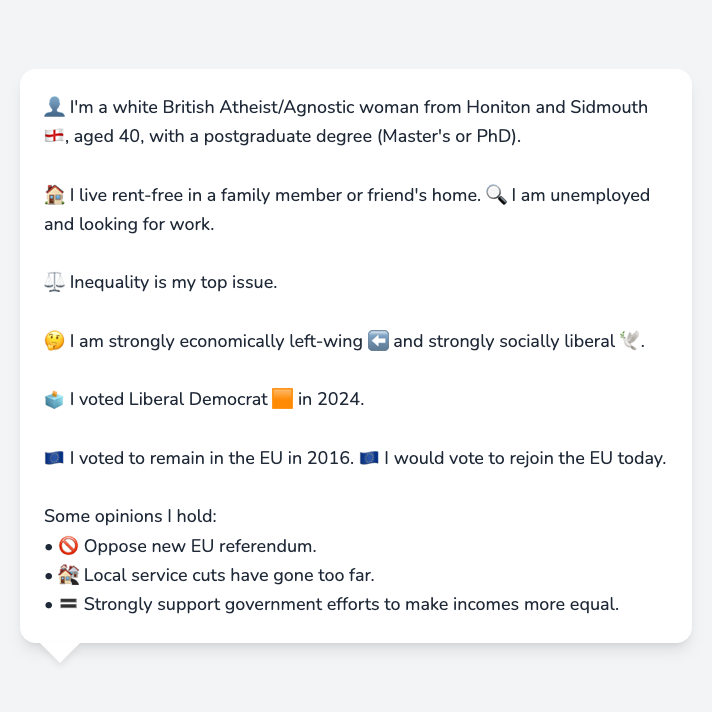 👤 I'm a white British Atheist/Agnostic woman from Honiton and Sidmouth
🏴󠁧󠁢󠁥󠁮󠁧󠁿, aged 40, with a postgraduate degree (Master's or PhD).
🏠 I live rent-free in a family member or friend's home. 🔍 I am unemployed
and looking for work.
⚖️ Inequality is my top issue.
🤔 I am strongly economically left-wing ⬅️ and strongly socially liberal 🕊️.
🗳️ I voted Liberal Democrat 🟧 in 2024.
🇪🇺 I voted to remain in the EU in 2016. 🇪🇺 I would vote to rejoin the EU today.
Some opinions I hold:
• 🚫 Oppose new EU referendum.
• 🏚️ Local service cuts have gone too far.
• 🟰 Strongly support government efforts to make incomes more equal.